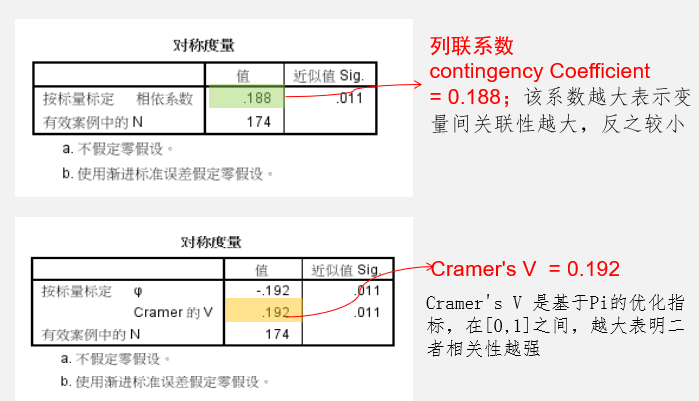 对称度量
值 近似值 Sig.
按标量标定 相依系数 .188 .011
有效案例中的 N 174
a. 不假定零假设。
b. 使用渐进标准误差假定零假设。
列联系数
contingency Coefficient
= 0.188；该系数越大表示变
量间关联性越大，反之较小
对称度量
值 近似值 Sig.
按标量标定 φ -.192 .011
Cramer 的 V .192 .011
有效案例中的 N 174
a. 不假定零假设。
b. 使用渐进标准误差假定零假设。
Cramer's V = 0.192
Cramer's V 是基于Pi的优化指
标，在[0,1]之间，越大表明二
者相关性越强